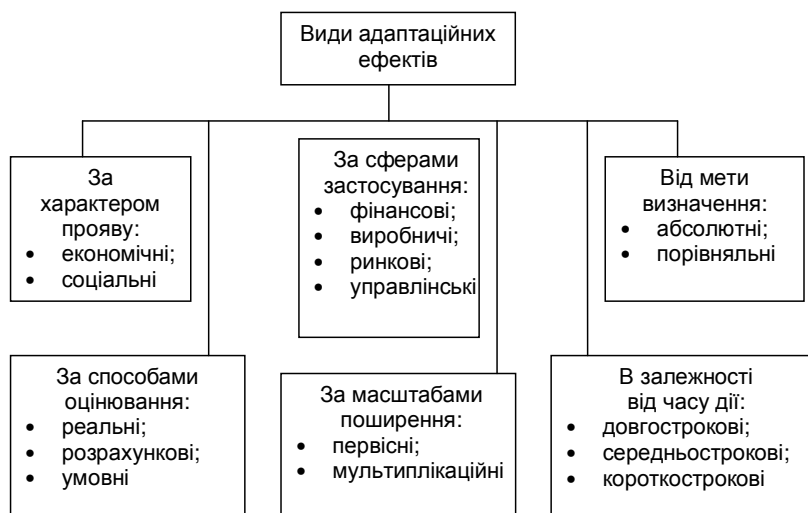 Види адаптаційних
ефектів
За
характером
прояву:
• економічні;
• соціальні
За сферами
застосування:
• фінансові;
• виробничі;
• ринкові;
• управлінські
Від мети
визначення:
• абсолютні;
• порівняльні
За способами
оцінювання:
• реальні;
• розрахункові;
• умовні
За масштабами
поширення:
• первісні;
• мультиплікаційні
В залежності
від часу дії:
• довгострокові;
• середньострокові;
• короткострокові